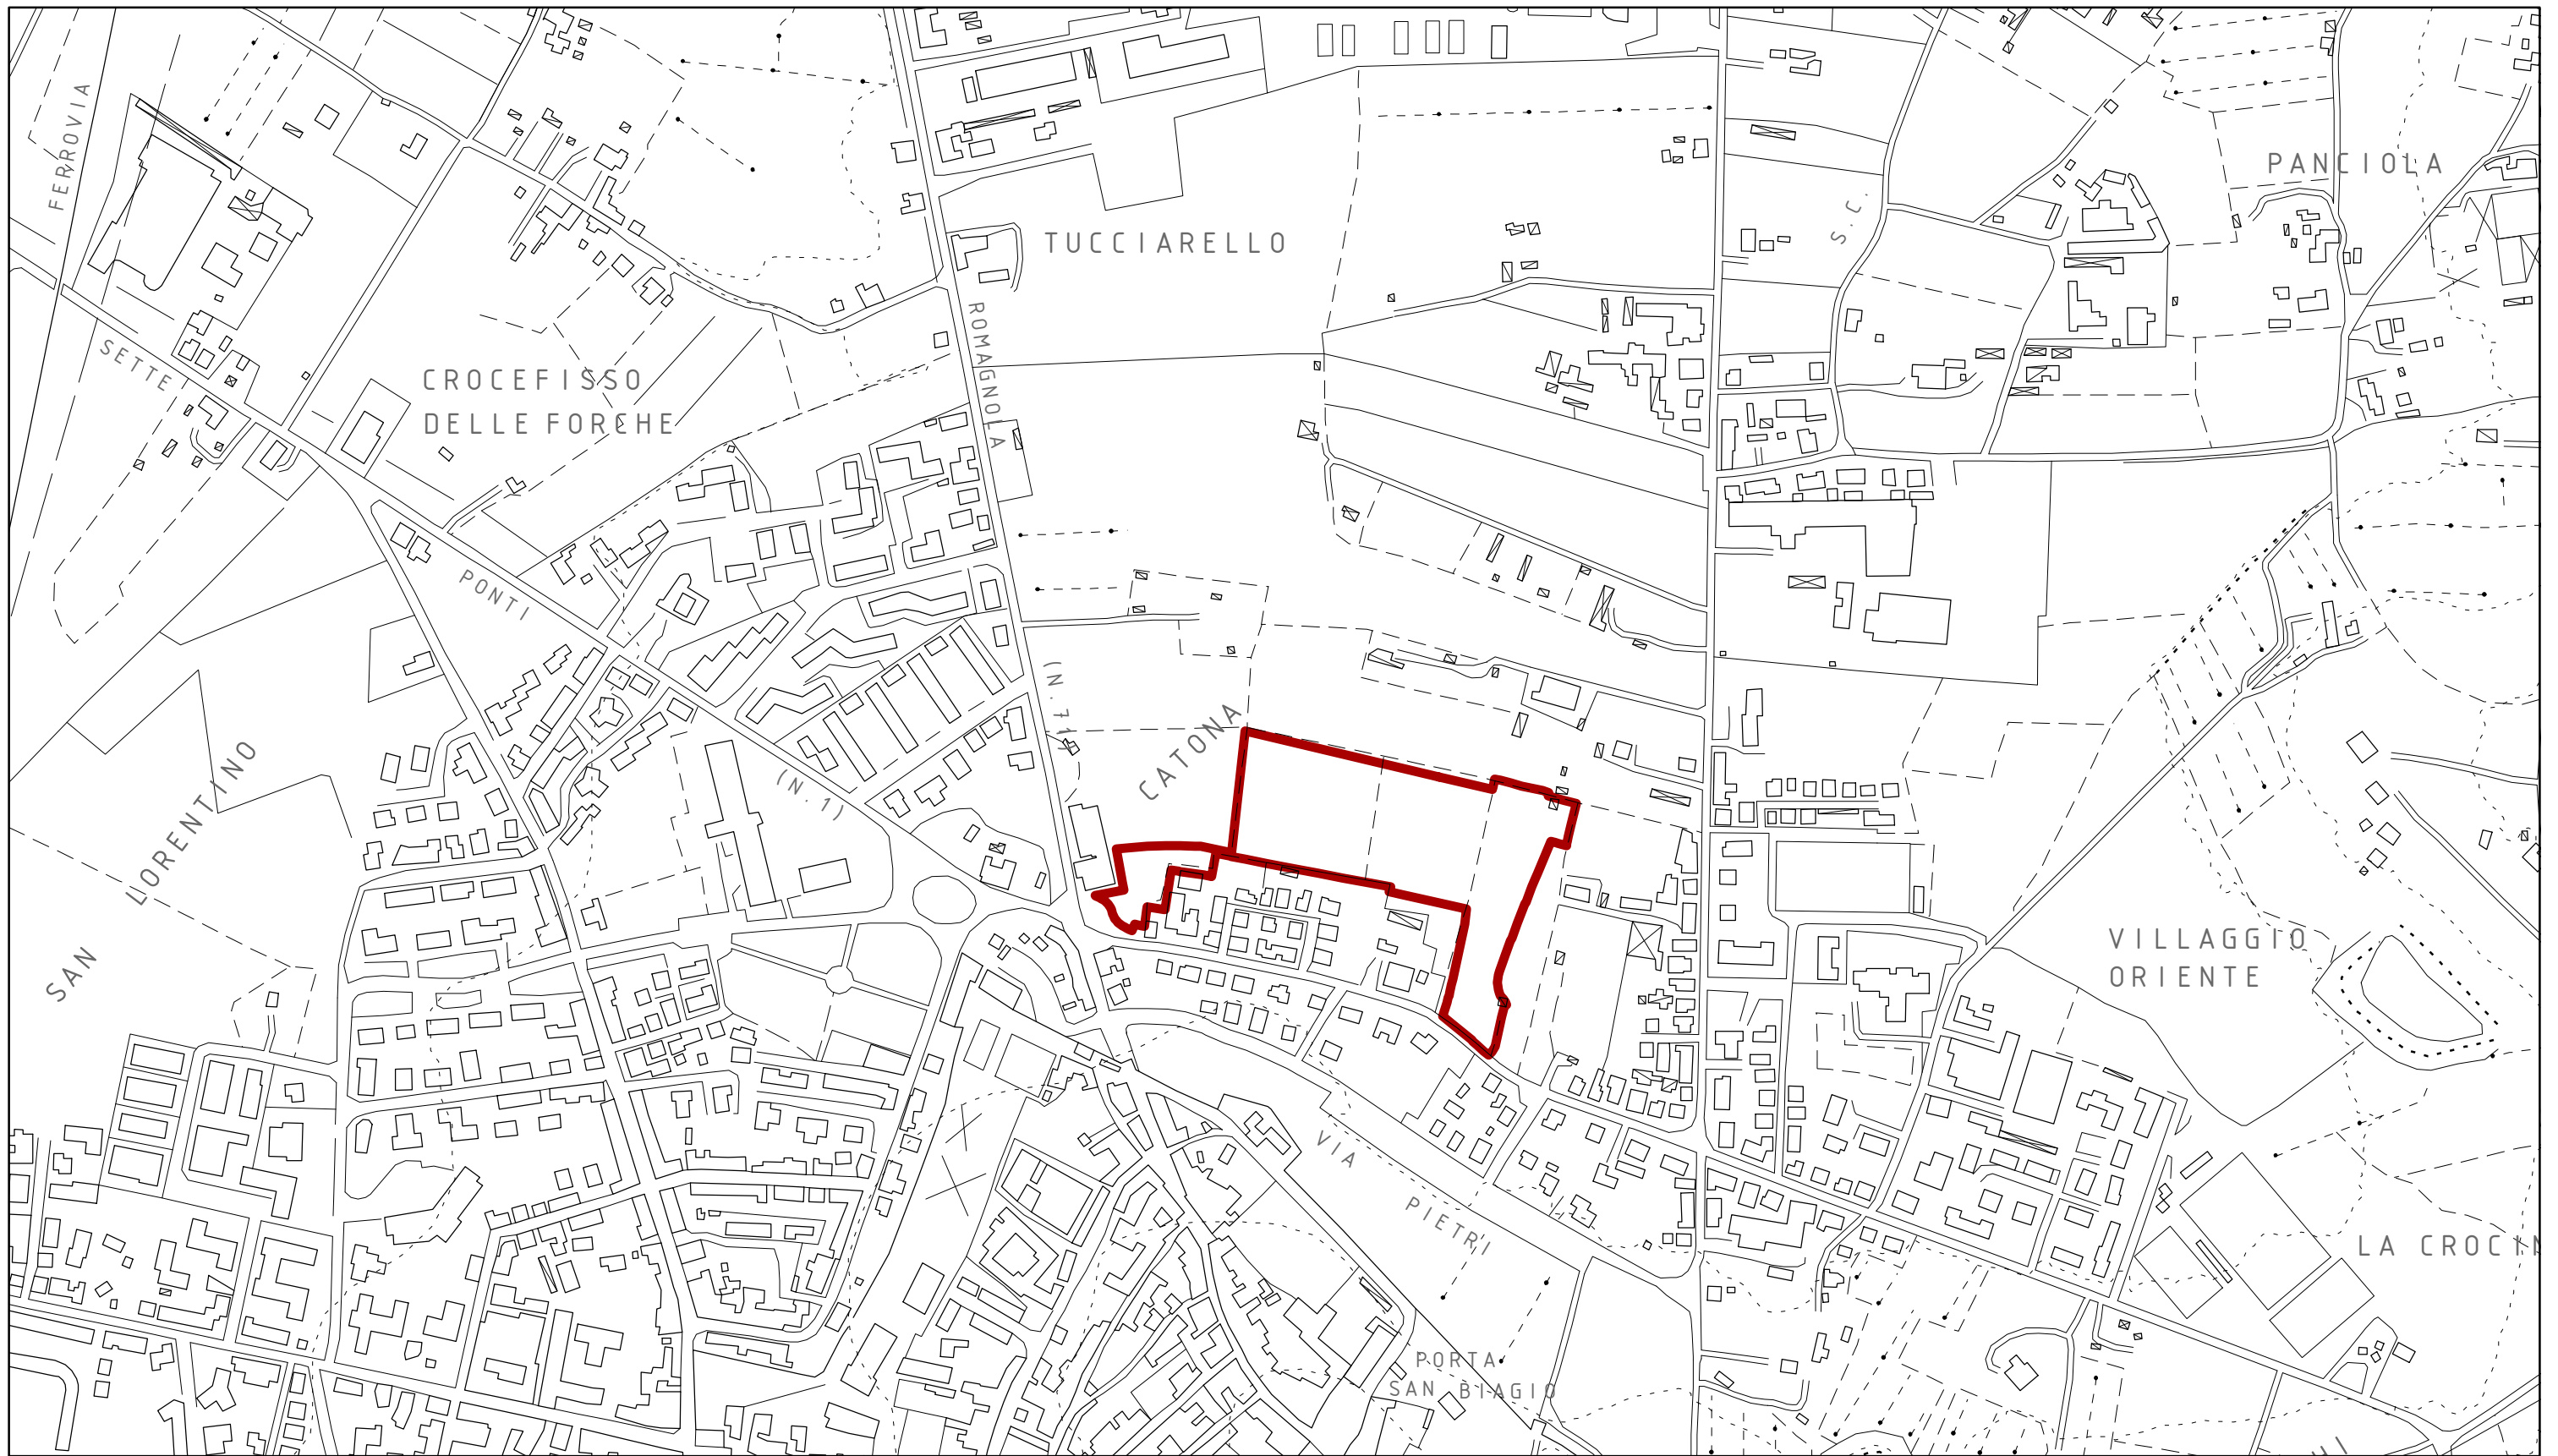 FERROVIA
PANCIOLA
S.C.
TUCCIARELLO
ROMAGNOLA
SETTE
CROCEFISSO
DELLE FORCHE
PONTI
(N.71)
CATONA
(N.1)
SAN LORENTINO
VILLAGGIO
ORIENTE
VIA PIETRI
LA CROCIN
PORTA
SAN BIAGIO